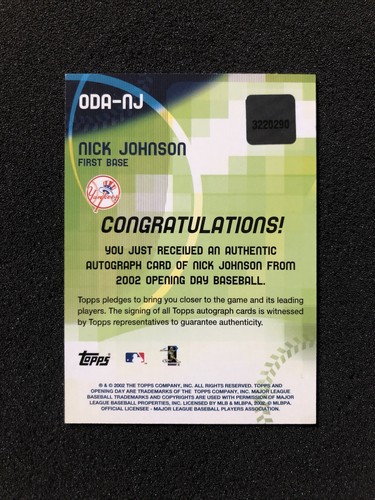 ODA-NJ
3220290
NICK JOHNSON
FIRST BASE
Yankees
CONGRATULATIONS!
YOU JUST RECEIVED AN AUTHENTIC
AUTOGRAPH CARD OF NICK JOHNSON FROM
2002 OPENING DAY BASEBALL.
Topps pledges to bring you closer to the game and its leading
players. The signing of all Topps autograph cards is witnessed
by Topps representatives to guarantee authenticity.
Topps
® & © 2002 THE TOPPS COMPANY, INC. ALL RIGHTS RESERVED. TOPPS AND
OPENING DAY ARE TRADEMARKS OF THE TOPPS COMPANY, INC. MAJOR LEAGUE
BASEBALL TRADEMARKS AND COPYRIGHTS ARE USED WITH PERMISSION OF MAJOR
LEAGUE BASEBALL PROPERTIES, INC. LICENSED BY MLB & MLBPA, 2002. © MLBPA.
OFFICIAL LICENSEE - MAJOR LEAGUE BASEBALL PLAYERS ASSOCIATION.